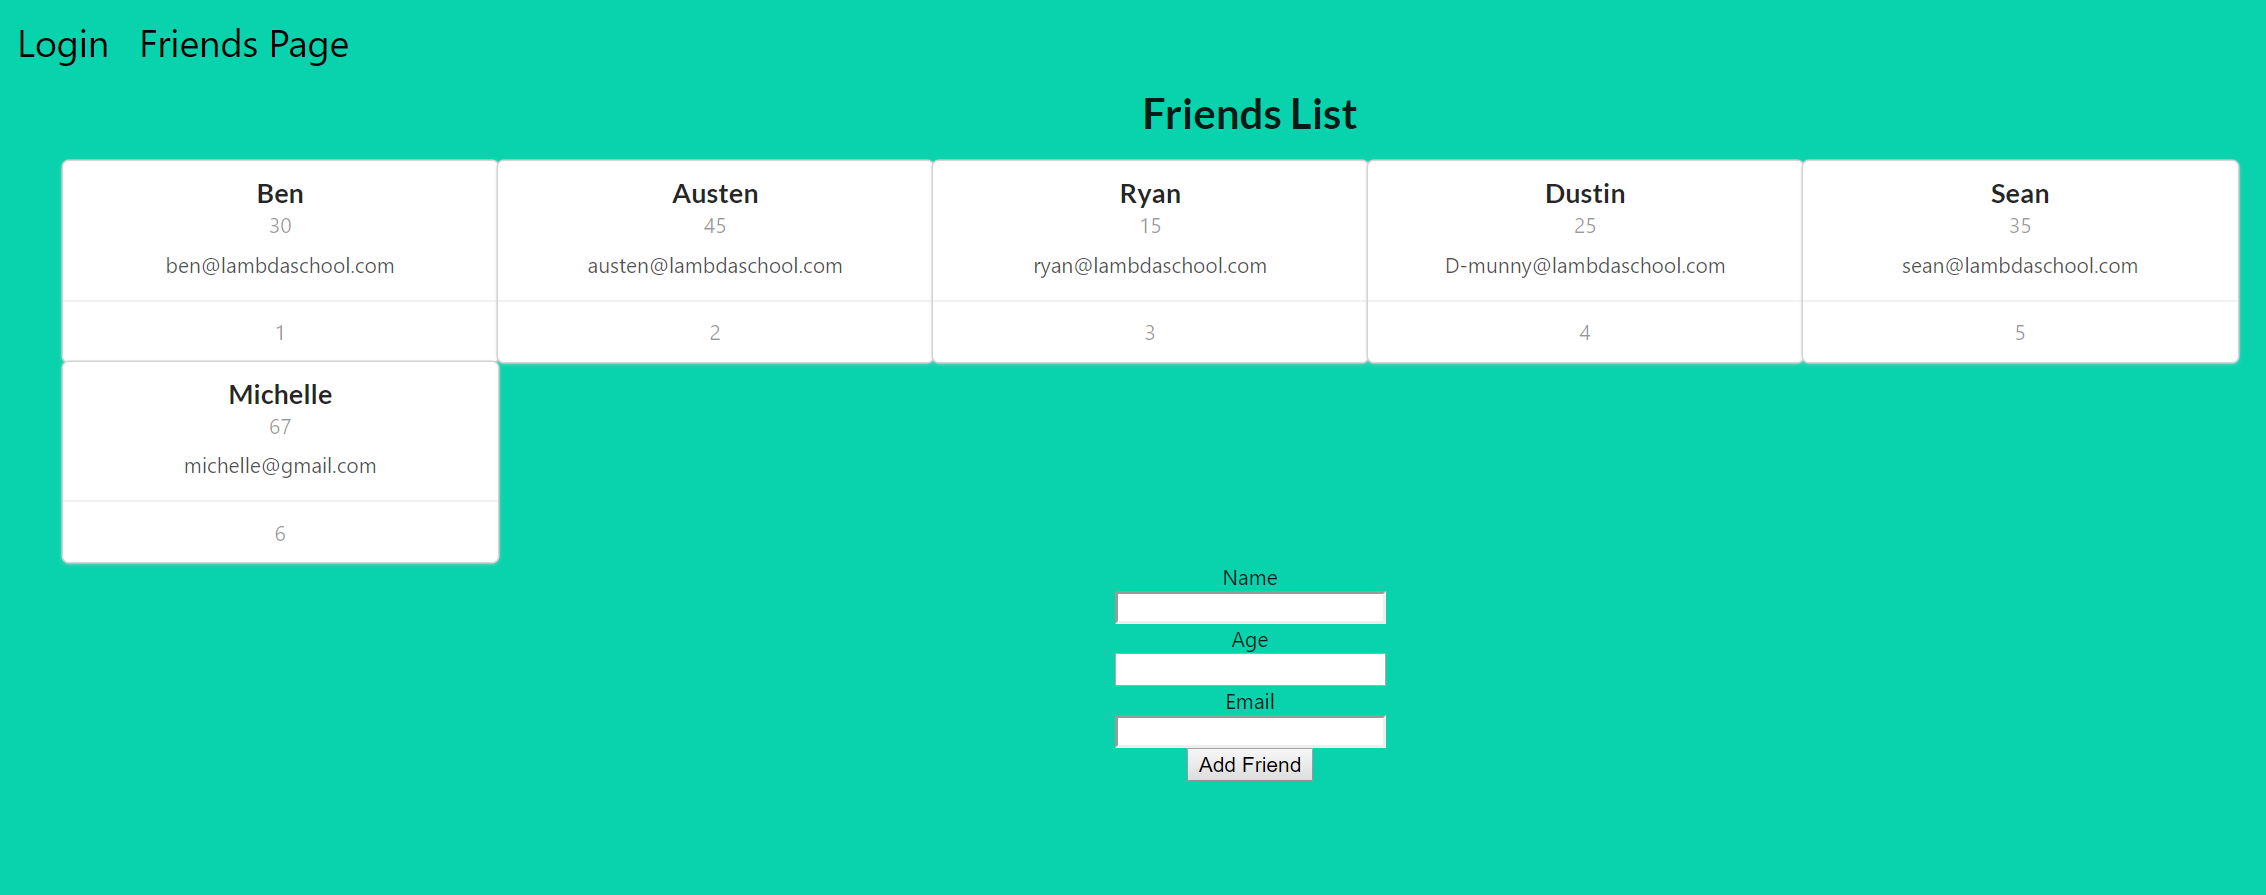 Login Friends Page
Friends List
Ben
30
ben@lambdaschool.com
1
Austen
45
austen@lambdaschool.com
2
Ryan
15
ryan@lambdaschool.com
3
Dustin
25
D-munny@lambdaschool.com
4
Sean
35
sean@lambdaschool.com
5
Michelle
67
michelle@gmail.com
6
Name
Age
Email
Add Friend